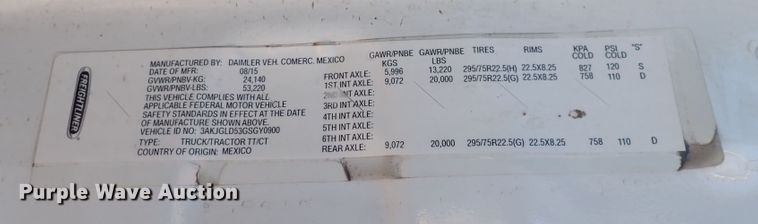 FREIGHTLINER
MANUFACTURED BY: DAIMLER VEH. COMERC. MEXICO
DATE OF MFR: 08/15
GVWR/PNBV-KG: 24,140
GVWR/PNBV-LBS: 53,220
THIS VEHICLE COMPLIES WITH ALL
APPLICABLE FEDERAL MOTOR VEHICLE
SAFETY STANDARDS IN EFFECT AT THE DATE
OF MANUFACTURE SHOWN ABOVE.
VEHICLE ID NO: 3AKJGLD53GSGY0900
TYPE: TRUCK/TRACTOR TT/CT
COUNTRY OF ORIGIN: MEXICO
GAWR/PNBE KGS GAWR/PNBE LBS TIRES RIMS KPA COLD PSI COLD "S"
FRONT AXLE: 5,996 13,220 295/75R22.5(H) 22.5X8.25 827 120 S
1ST INT AXLE: 9,072 20,000 295/75R22.5(G) 22.5X8.25 758 110 D
2ND INT AXLE:
3RD INT AXLE:
4TH INT AXLE:
5TH INT AXLE:
6TH INT AXLE:
REAR AXLE: 9,072 20,000 295/75R22.5(G) 22.5X8.25 758 110 D
Purple Wave Auction